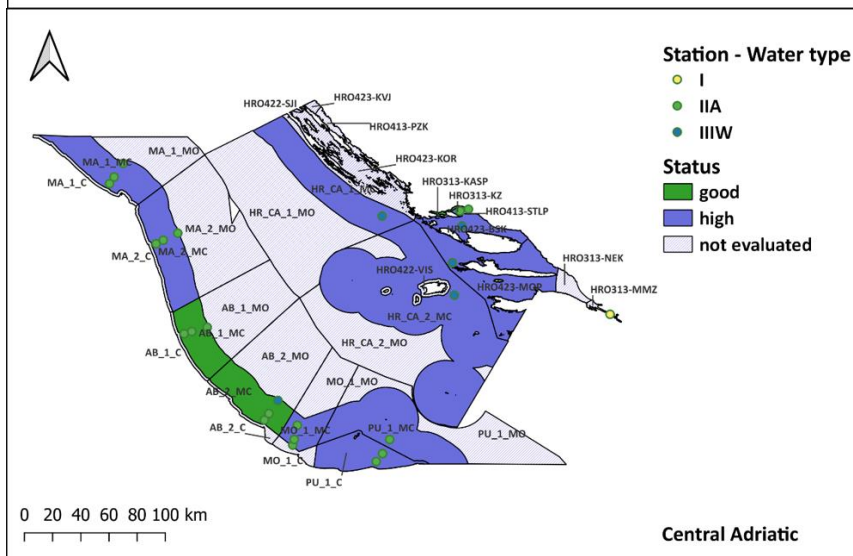 Station - Water type
I
IIA
IIIW
Status
good
high
not evaluated
HRO423-KVJ
HRO422-SJI
HRO413-PZK
HRO423-KOR
MA_1_MO
MA_1_MC
MA_1_C
HRO313-KASP
HRO313-KZ
HRO413-STLP
HRO423-BSK
HR_CA_1_MC
HR_CA_1_MO
MA_2_MO
MA_2_MC
MA_2_C
HRO313-NEK
HRO422-VIS
HRO423-MOP
HRO313-MMZ
AB_1_MO
AB_1_MC
AB_1_C
HR_CA_2_MC
HR_CA_2_MO
AB_2_MO
MO_1_MO
AB_2_MC
AB_2_C
MO_1_MC
PU_1_MC
PU_1_MO
MO_1_C
PU_1_C
0 20 40 60 80 100 km
Central Adriatic